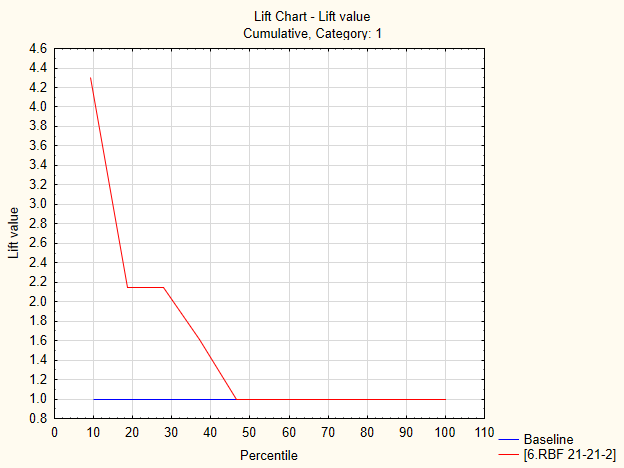 Lift Chart - Lift value
Cumulative, Category: 1
4.6
4.4
4.2
4.0
3.8
3.6
3.4
3.2
3.0
2.8
2.6
2.4
2.2
2.0
1.8
1.6
1.4
1.2
1.0
0.8
Lift value
0 10 20 30 40 50 60 70 80 90 100 110
Percentile
Baseline
[6.RBF 21-21-2]